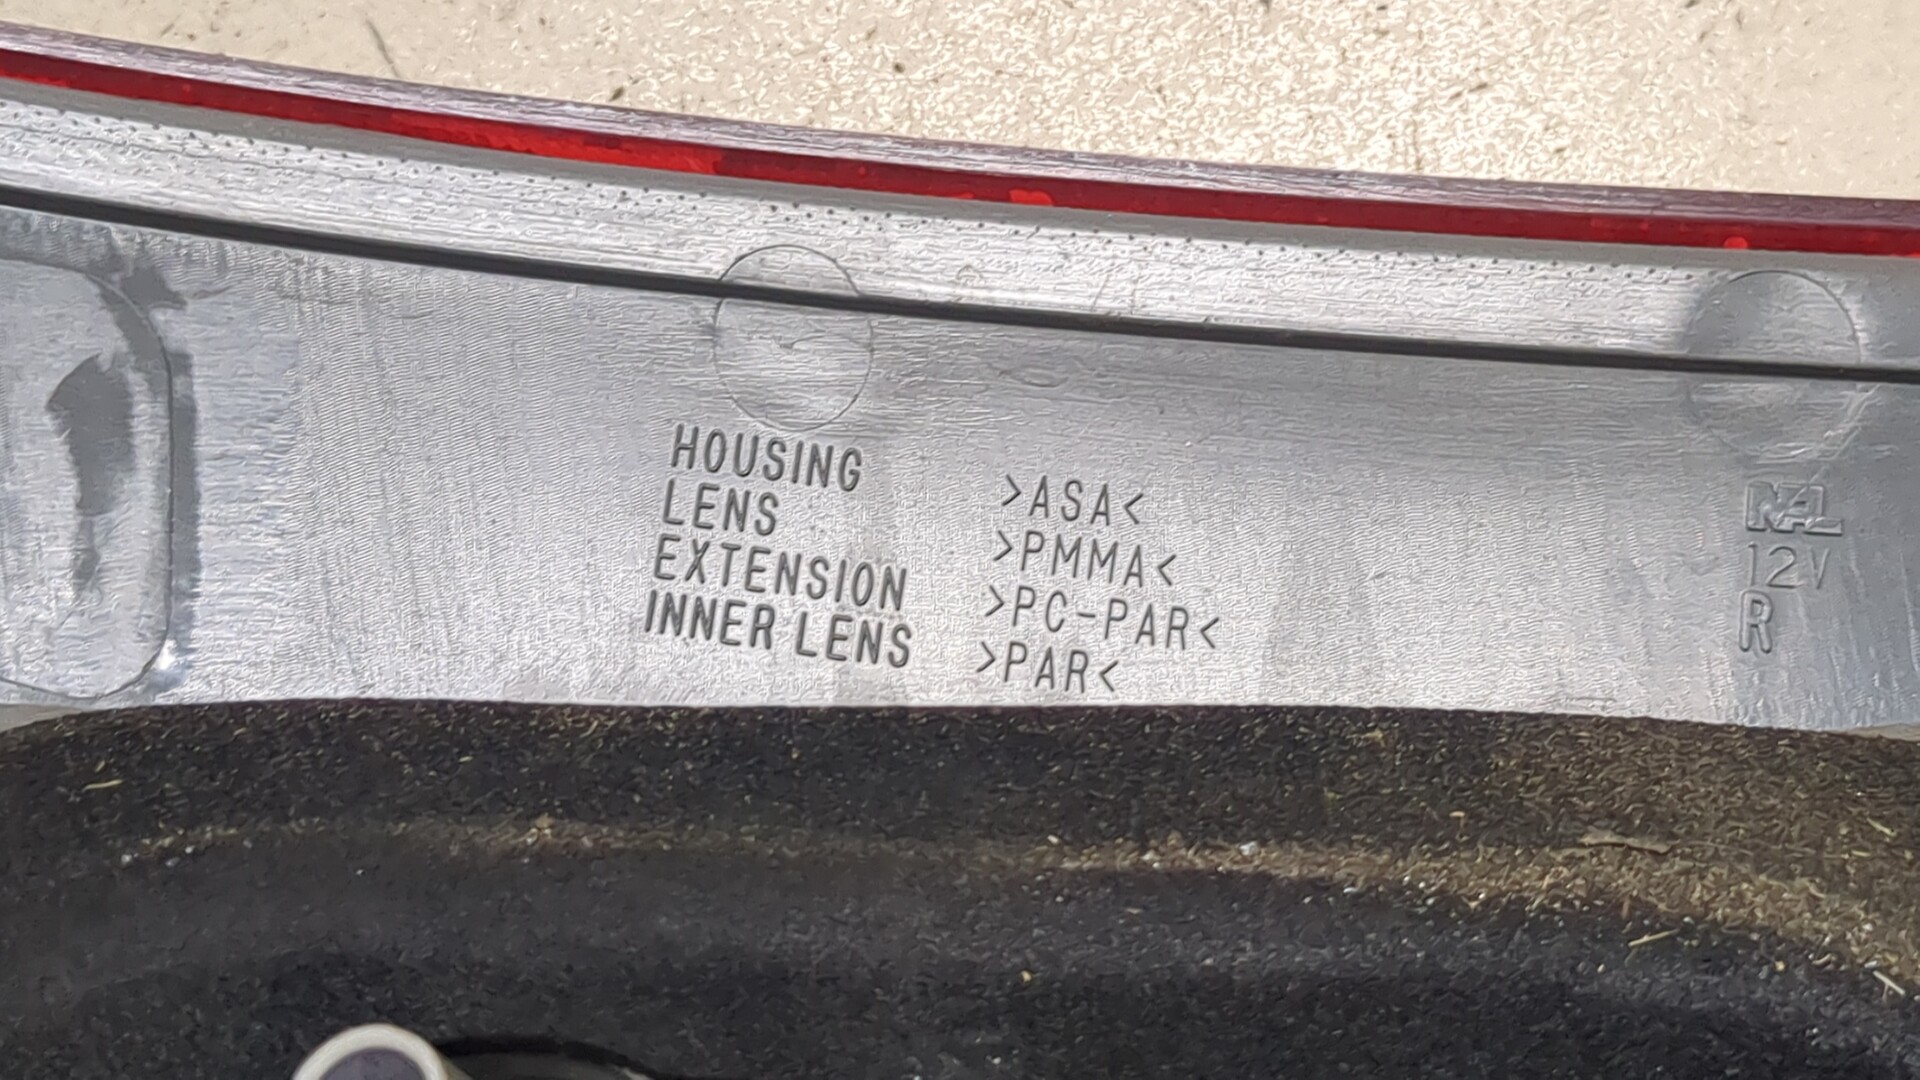 HOUSING >ASA<
LENS >PMMA<
EXTENSION >PC-PAR<
INNER LENS >PAR<
NAL
12V
R